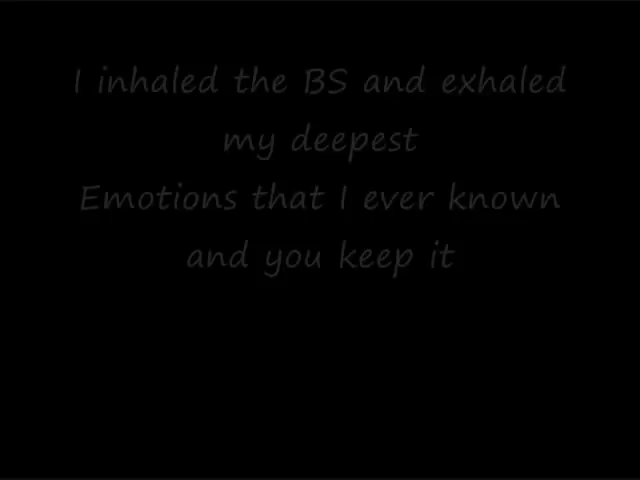 I inhaled the BS and exhaled
my deepest
Emotions that I ever known
and you keep it